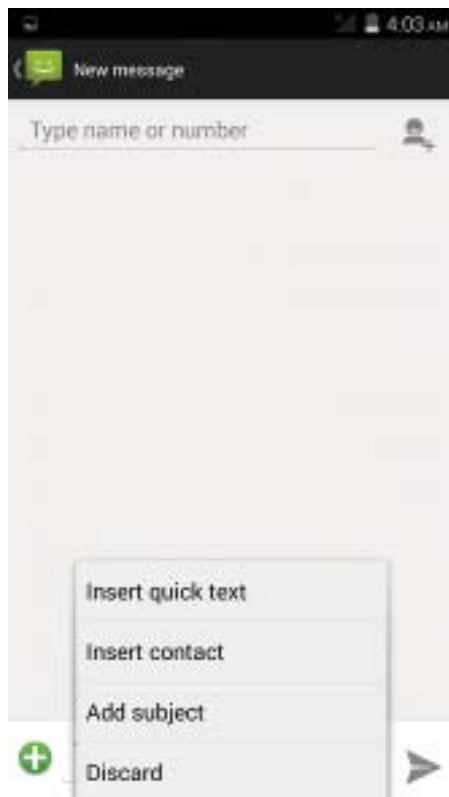 4:03 AM
New message
Type name or number
Insert quick text
Insert contact
Add subject
Discard